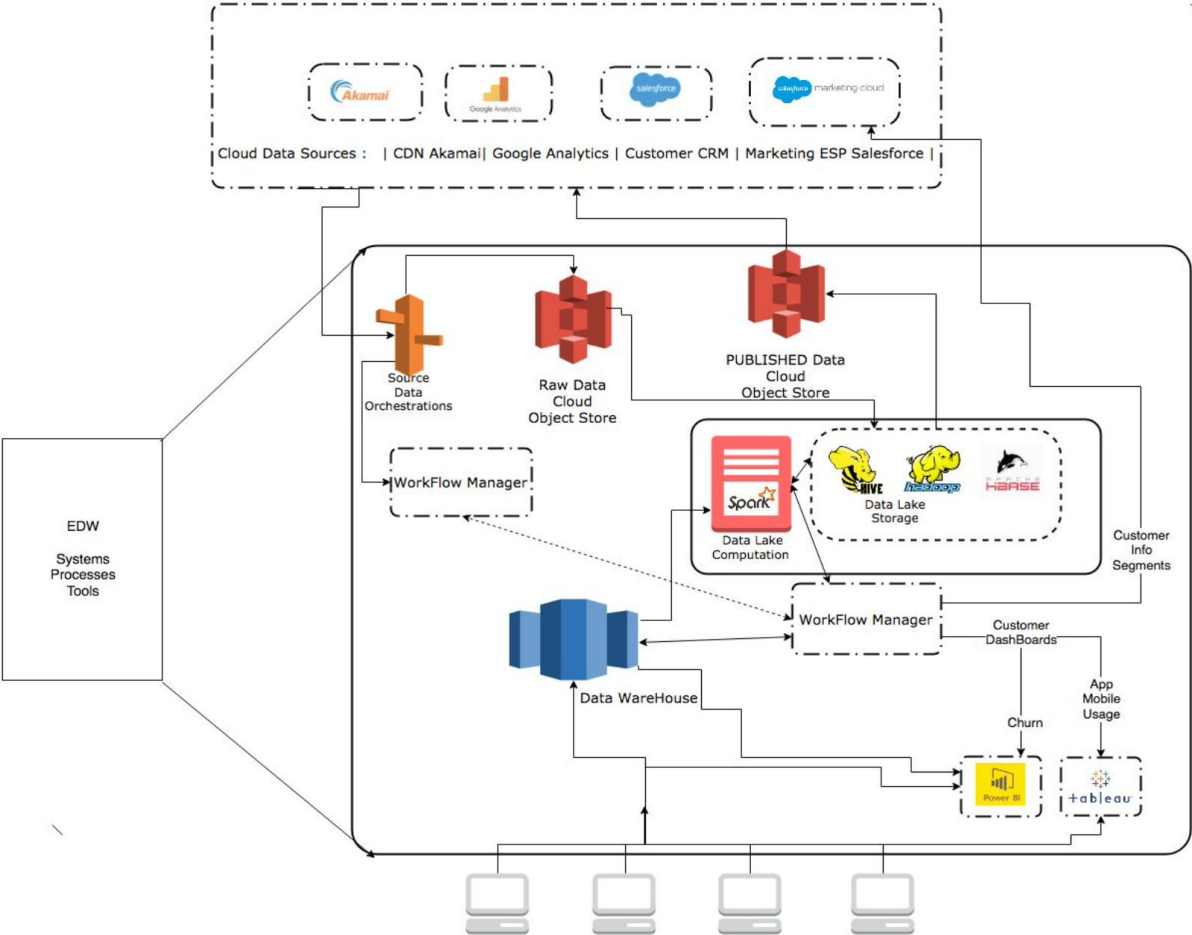 Akamai
Google Analytics
salesforce
salesforce marketing cloud
Cloud Data Sources : | CDN Akamai| Google Analytics | Customer CRM | Marketing ESP Salesforce |
Source
Data
Orchestrations
Raw Data
Cloud
Object Store
PUBLISHED Data
Cloud
Object Store
WorkFlow Manager
Spark
HIVE
hadoop
APACHE
HBASE
Data Lake
Storage
Data Lake
Computation
EDW
Systems
Processes
Tools
Customer
Info
Segments
WorkFlow Manager
Customer
DashBoards
Data WareHouse
App
Mobile
Usage
Churn
Power BI
+ableau